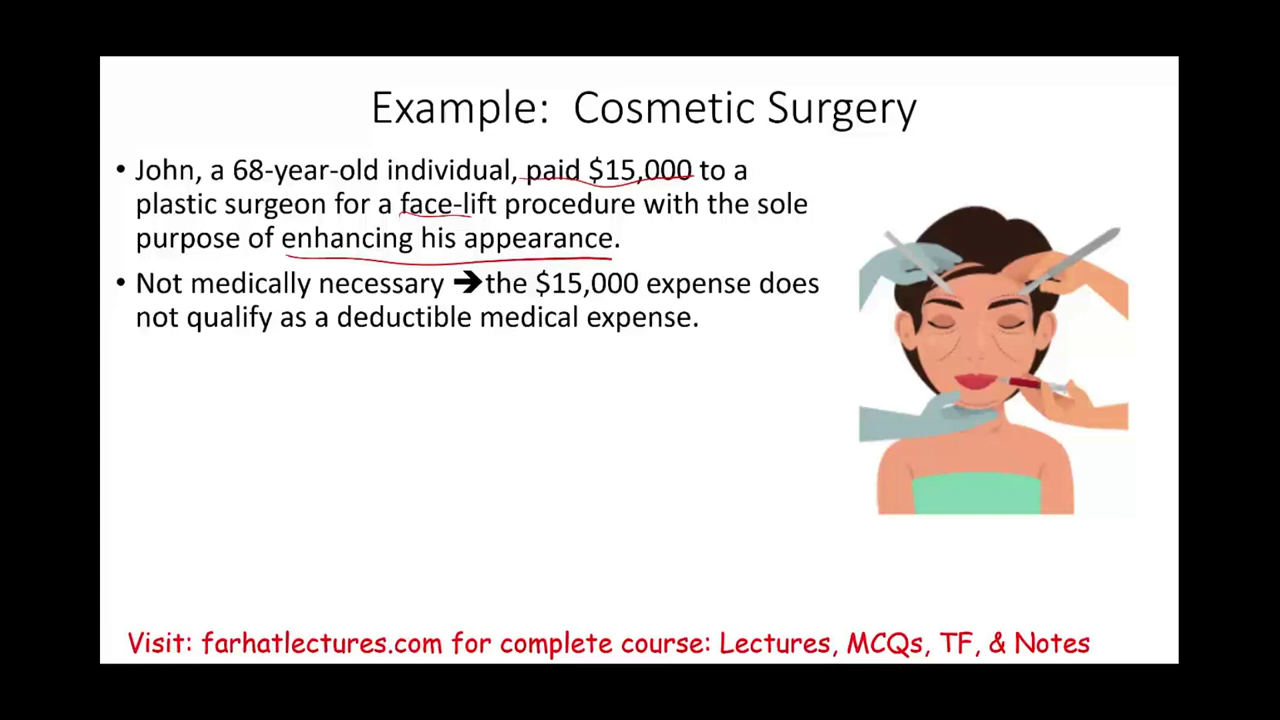 Example: Cosmetic Surgery
• John, a 68-year-old individual, paid $15,000 to a
plastic surgeon for a face-lift procedure with the sole
purpose of enhancing his appearance.
• Not medically necessary ➔the $15,000 expense does
not qualify as a deductible medical expense.
Visit: farhatlectures.com for complete course: Lectures, MCQs, TF, & Notes